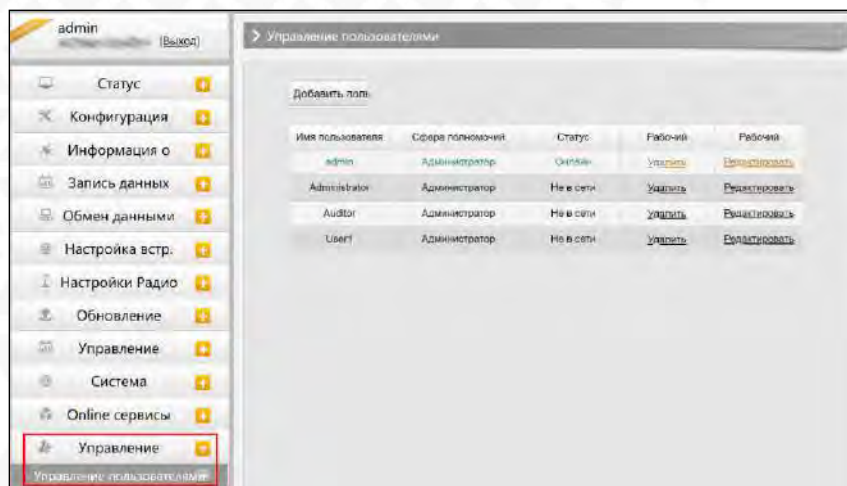 admin
[Выход]
Управление пользователями
Статус
Конфигурация
Информация о
Запись данных
Обмен данными
Настройка встр.
Настройки Радио
Обновление
Управление
Система
Online сервисы
Управление
Управление пользователями
Добавить поль
Имя пользователя Сфера полномочий Статус Рабочий Рабочий
admin Администратор Онлайн Удалить Редактировать
Administrator Администратор Не в сети Удалить Редактировать
Auditor Администратор Не в сети Удалить Редактировать
User1 Администратор Не в сети Удалить Редактировать